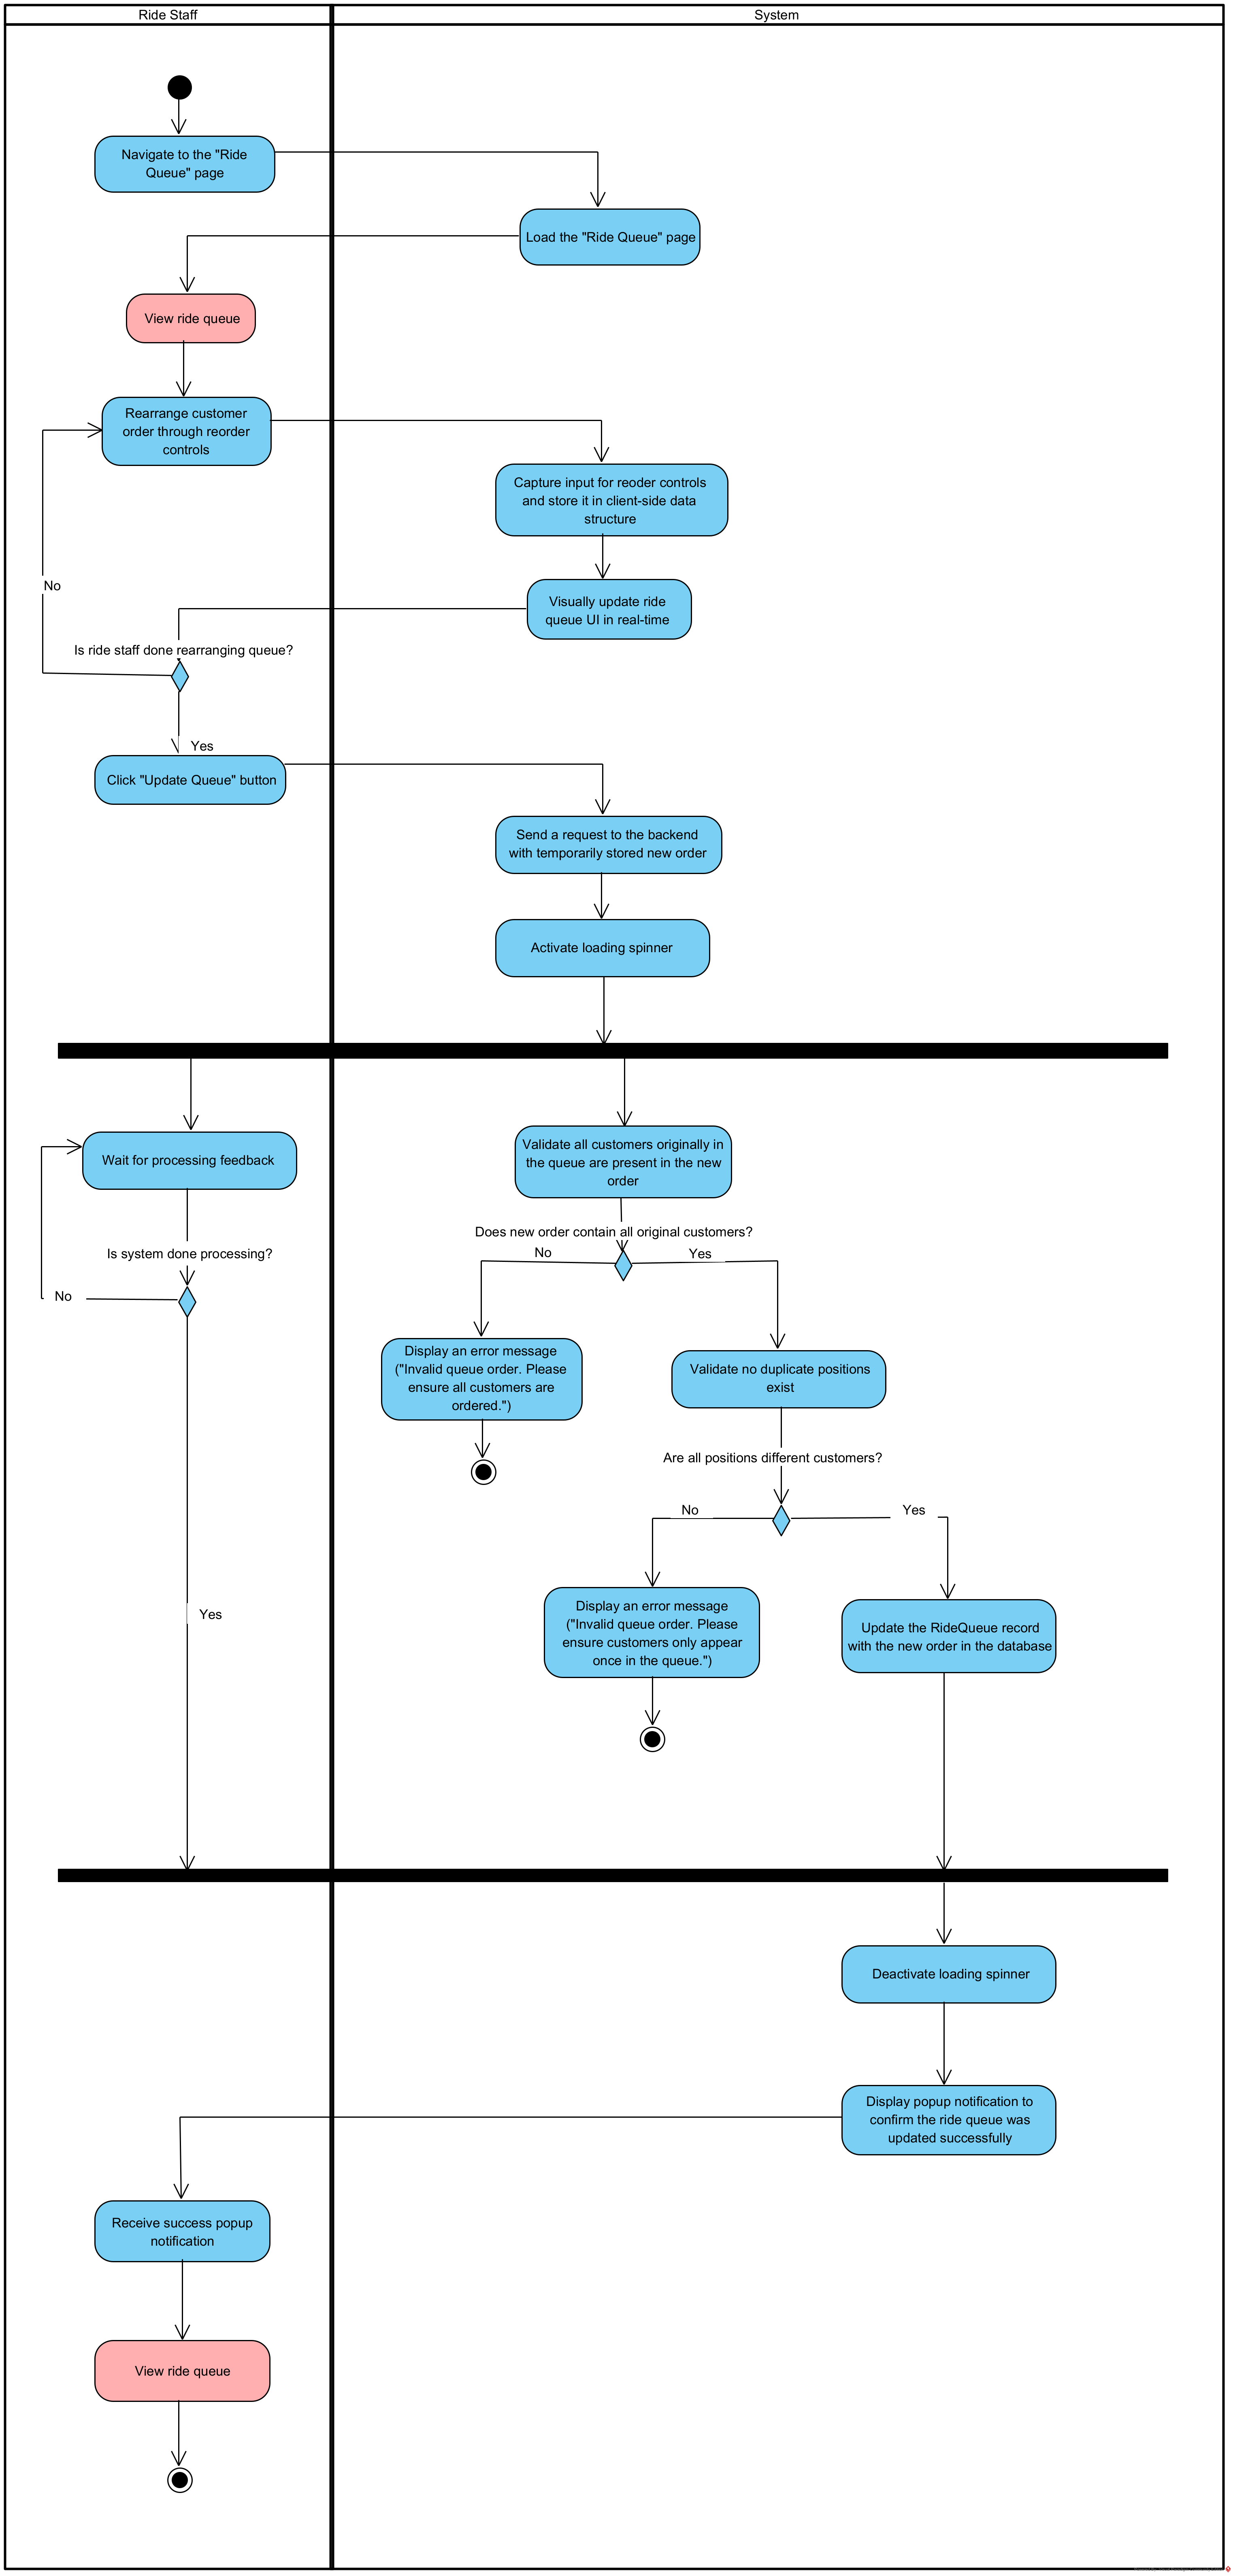 Ride Staff
System
Navigate to the "Ride
Queue" page
Load the "Ride Queue" page
View ride queue
Rearrange customer
order through reorder
controls
Capture input for reoder controls
and store it in client-side data
structure
No
Visually update ride
queue UI in real-time
Is ride staff done rearranging queue?
Yes
Click "Update Queue" button
Send a request to the backend
with temporarily stored new order
Activate loading spinner
Wait for processing feedback
Validate all customers originally in
the queue are present in the new
order
Does new order contain all original customers?
No
Yes
Is system done processing?
No
Display an error message
("Invalid queue order. Please
ensure all customers are
ordered.")
Validate no duplicate positions
exist
Are all positions different customers?
No
Yes
Display an error message
("Invalid queue order. Please
ensure customers only appear
once in the queue.")
Yes
Update the RideQueue record
with the new order in the database
Deactivate loading spinner
Display popup notification to
confirm the ride queue was
updated successfully
Receive success popup
notification
View ride queue